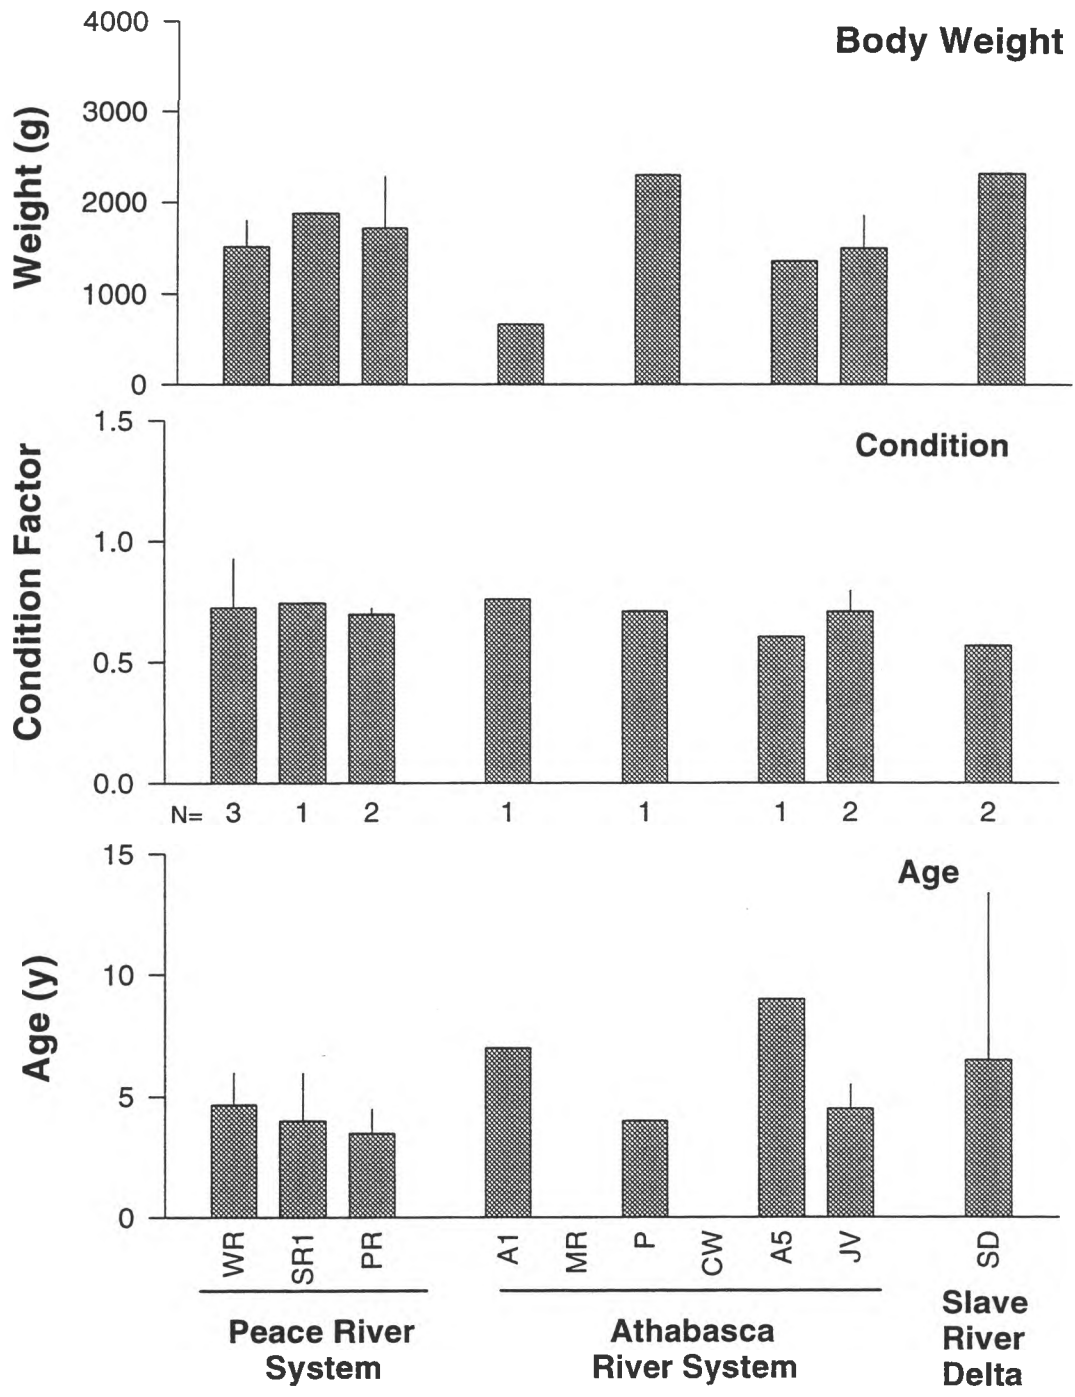 Body Weight
Weight (g)
4000
3000
2000
1000
0
Condition
Condition Factor
1.5
1.0
0.5
0.0
N= 3 1 2 1 1 1 2 2
Age
Age (y)
15
10
5
0
WR SR1 PR A1 MR P CW A5 JV SD
Peace River
System
Athabasca
River System
Slave
River
Delta